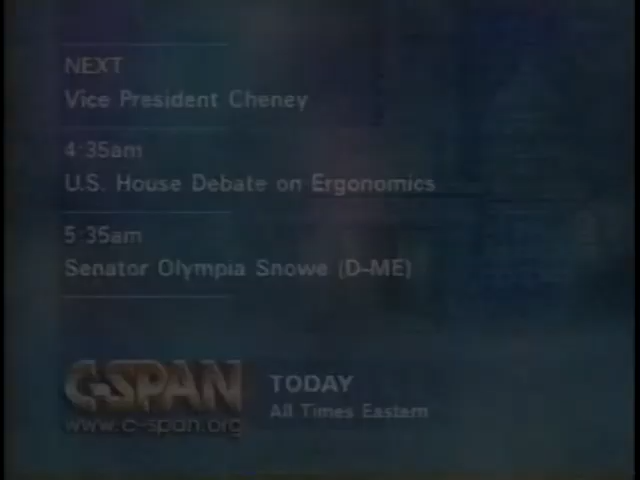 NEXT
Vice President Cheney
4:35am
U.S. House Debate on Ergonomics
5:35am
Senator Olympia Snowe (D-ME)
C-SPAN
www.c-span.org
TODAY
All Times Eastern